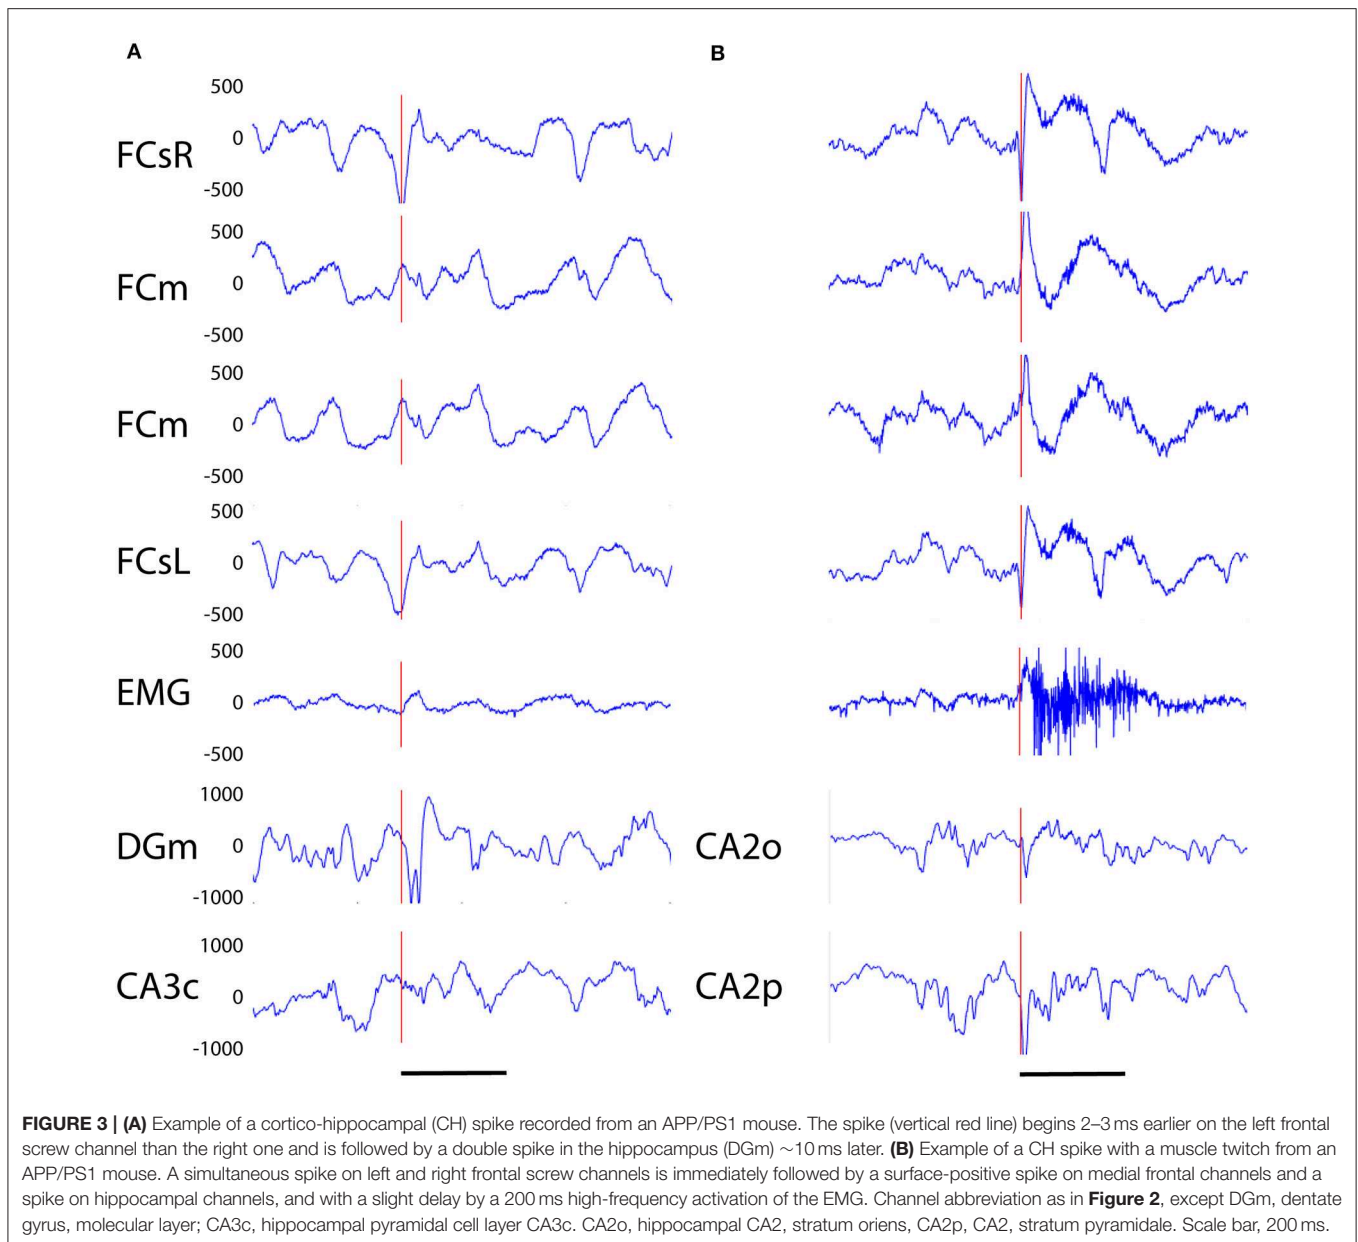 A
B
500
0
-500
FCsR
500
0
-500
FCm
500
0
-500
FCm
500
0
-500
FCsL
500
0
-500
EMG
1000
0
-1000
DGm
CA2o
1000
0
-1000
CA3c
CA2p
FIGURE 3 | (A) Example of a cortico-hippocampal (CH) spike recorded from an APP/PS1 mouse. The spike (vertical red line) begins 2–3 ms earlier on the left frontal
screw channel than the right one and is followed by a double spike in the hippocampus (DGm) ∼10 ms later. (B) Example of a CH spike with a muscle twitch from an
APP/PS1 mouse. A simultaneous spike on left and right frontal screw channels is immediately followed by a surface-positive spike on medial frontal channels and a
spike on hippocampal channels, and with a slight delay by a 200 ms high-frequency activation of the EMG. Channel abbreviation as in Figure 2, except DGm, dentate
gyrus, molecular layer; CA3c, hippocampal pyramidal cell layer CA3c. CA2o, hippocampal CA2, stratum oriens, CA2p, CA2, stratum pyramidale. Scale bar, 200 ms.